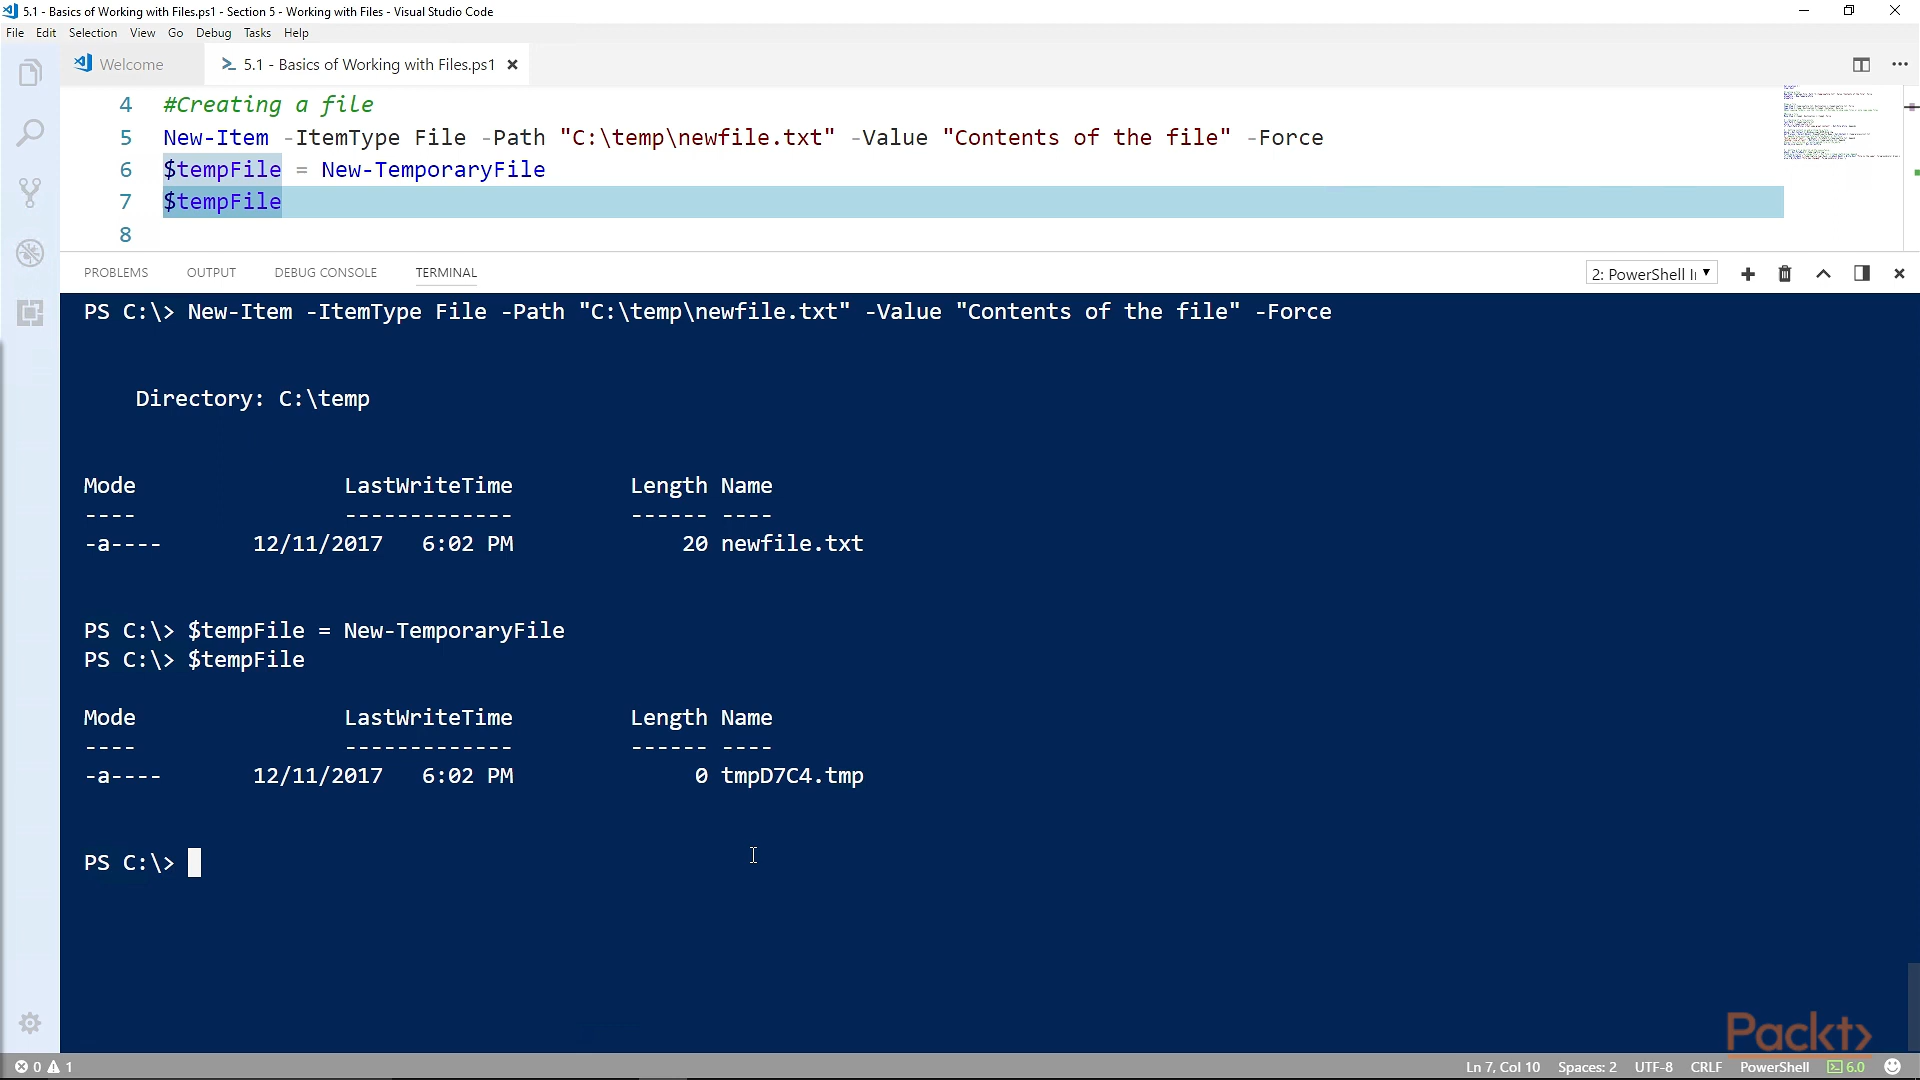 5.1 - Basics of Working with Files.ps1 - Section 5 - Working with Files - Visual Studio Code
File Edit Selection View Go Debug Tasks Help
Welcome
5.1 - Basics of Working with Files.ps1
4 #Creating a file
5 New-Item -ItemType File -Path "C:\temp\newfile.txt" -Value "Contents of the file" -Force
6 $tempFile = New-TemporaryFile
7 $tempFile
8
PROBLEMS OUTPUT DEBUG CONSOLE TERMINAL
2: PowerShell
PS C:\> New-Item -ItemType File -Path "C:\temp\newfile.txt" -Value "Contents of the file" -Force
Directory: C:\temp
Mode LastWriteTime Length Name
---- ------------- ------ ----
-a---- 12/11/2017 6:02 PM 20 newfile.txt
PS C:\> $tempFile = New-TemporaryFile
PS C:\> $tempFile
Mode LastWriteTime Length Name
---- ------------- ------ ----
-a---- 12/11/2017 6:02 PM 0 tmpD7C4.tmp
PS C:\>
Packt>
0 1 Ln 7, Col 10 Spaces: 2 UTF-8 CRLF PowerShell 6.0